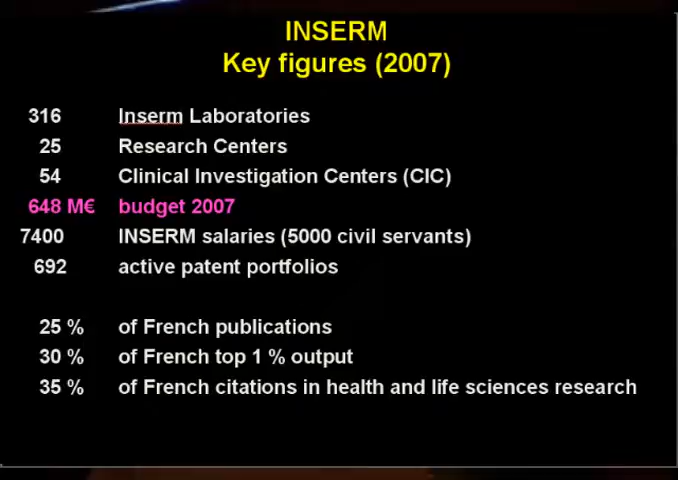 INSERM
Key figures (2007)
316 Inserm Laboratories
25 Research Centers
54 Clinical Investigation Centers (CIC)
648 M€ budget 2007
7400 INSERM salaries (5000 civil servants)
692 active patent portfolios
25 % of French publications
30 % of French top 1 % output
35 % of French citations in health and life sciences research